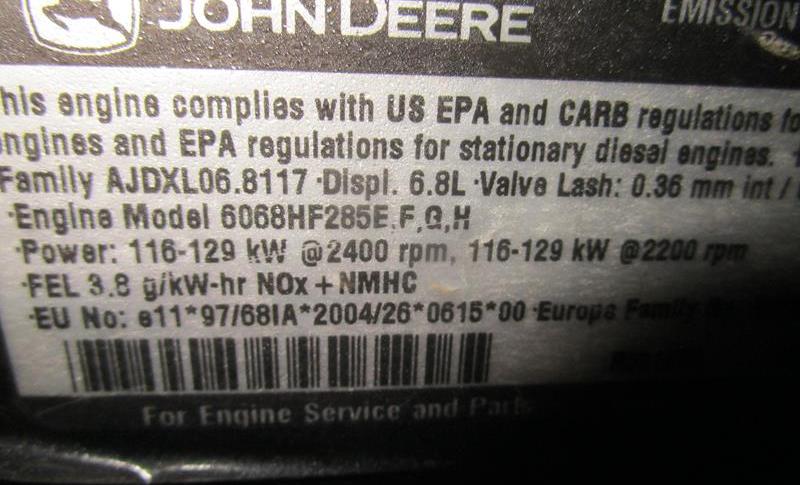 JOHN DEERE
EMISSION
his engine complies with US EPA and CARB regulations fo
ngines and EPA regulations for stationary diesel engines.
Family AJDXL06.8117 ·Displ. 6.8L ·Valve Lash: 0.36 mm int /
·Engine Model 6068HF285E,F,G,H
·Power: 116-129 kW @2400 rpm, 116-129 kW @2200 rpm
·FEL 3.8 g/kW-hr NOx + NMHC
·EU No: e11*97/68IA*2004/26*0615*00 ·Europe Family
For Engine Service and Parts